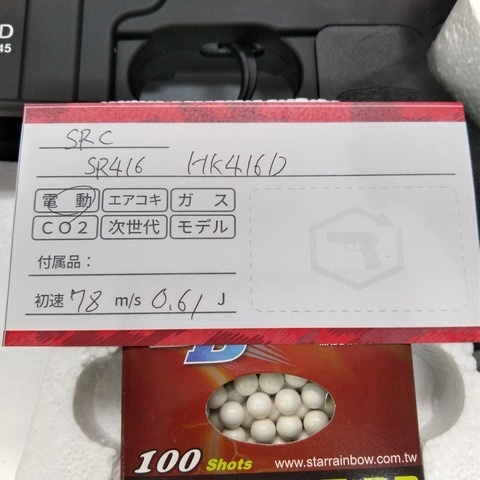 D
45
SRC
SR416 HK416D
電動 エアコキ ガス
CO2 次世代 モデル
付属品：
初速 78 m/s 0.61 J
B
100 Shots
www.starrainbow.com.tw